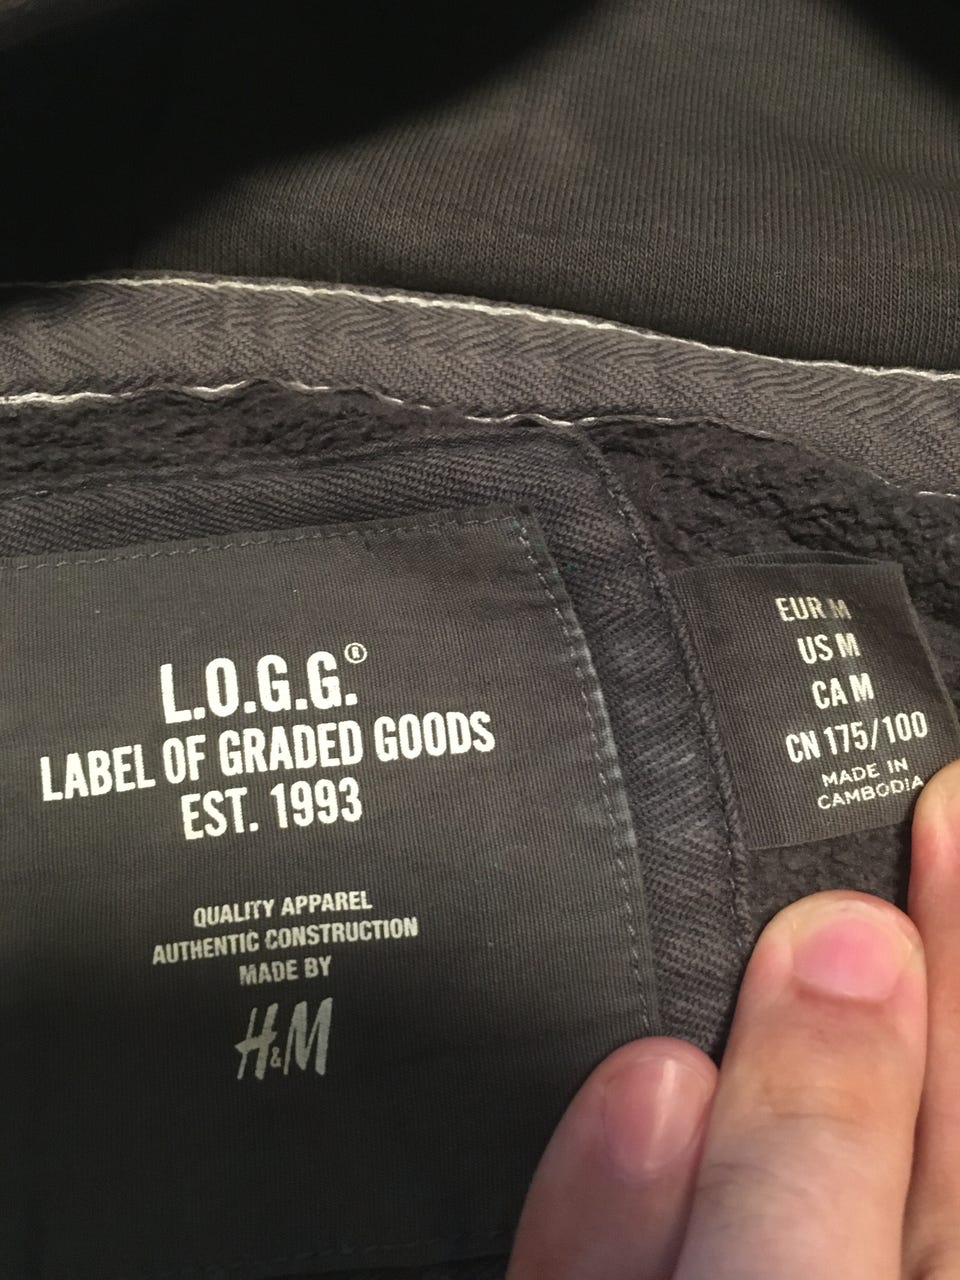 L.O.G.G.®
LABEL OF GRADED GOODS
EST. 1993
QUALITY APPAREL
AUTHENTIC CONSTRUCTION
MADE BY
H&M
EUR M
US M
CA M
CN 175/100
MADE IN
CAMBODIA